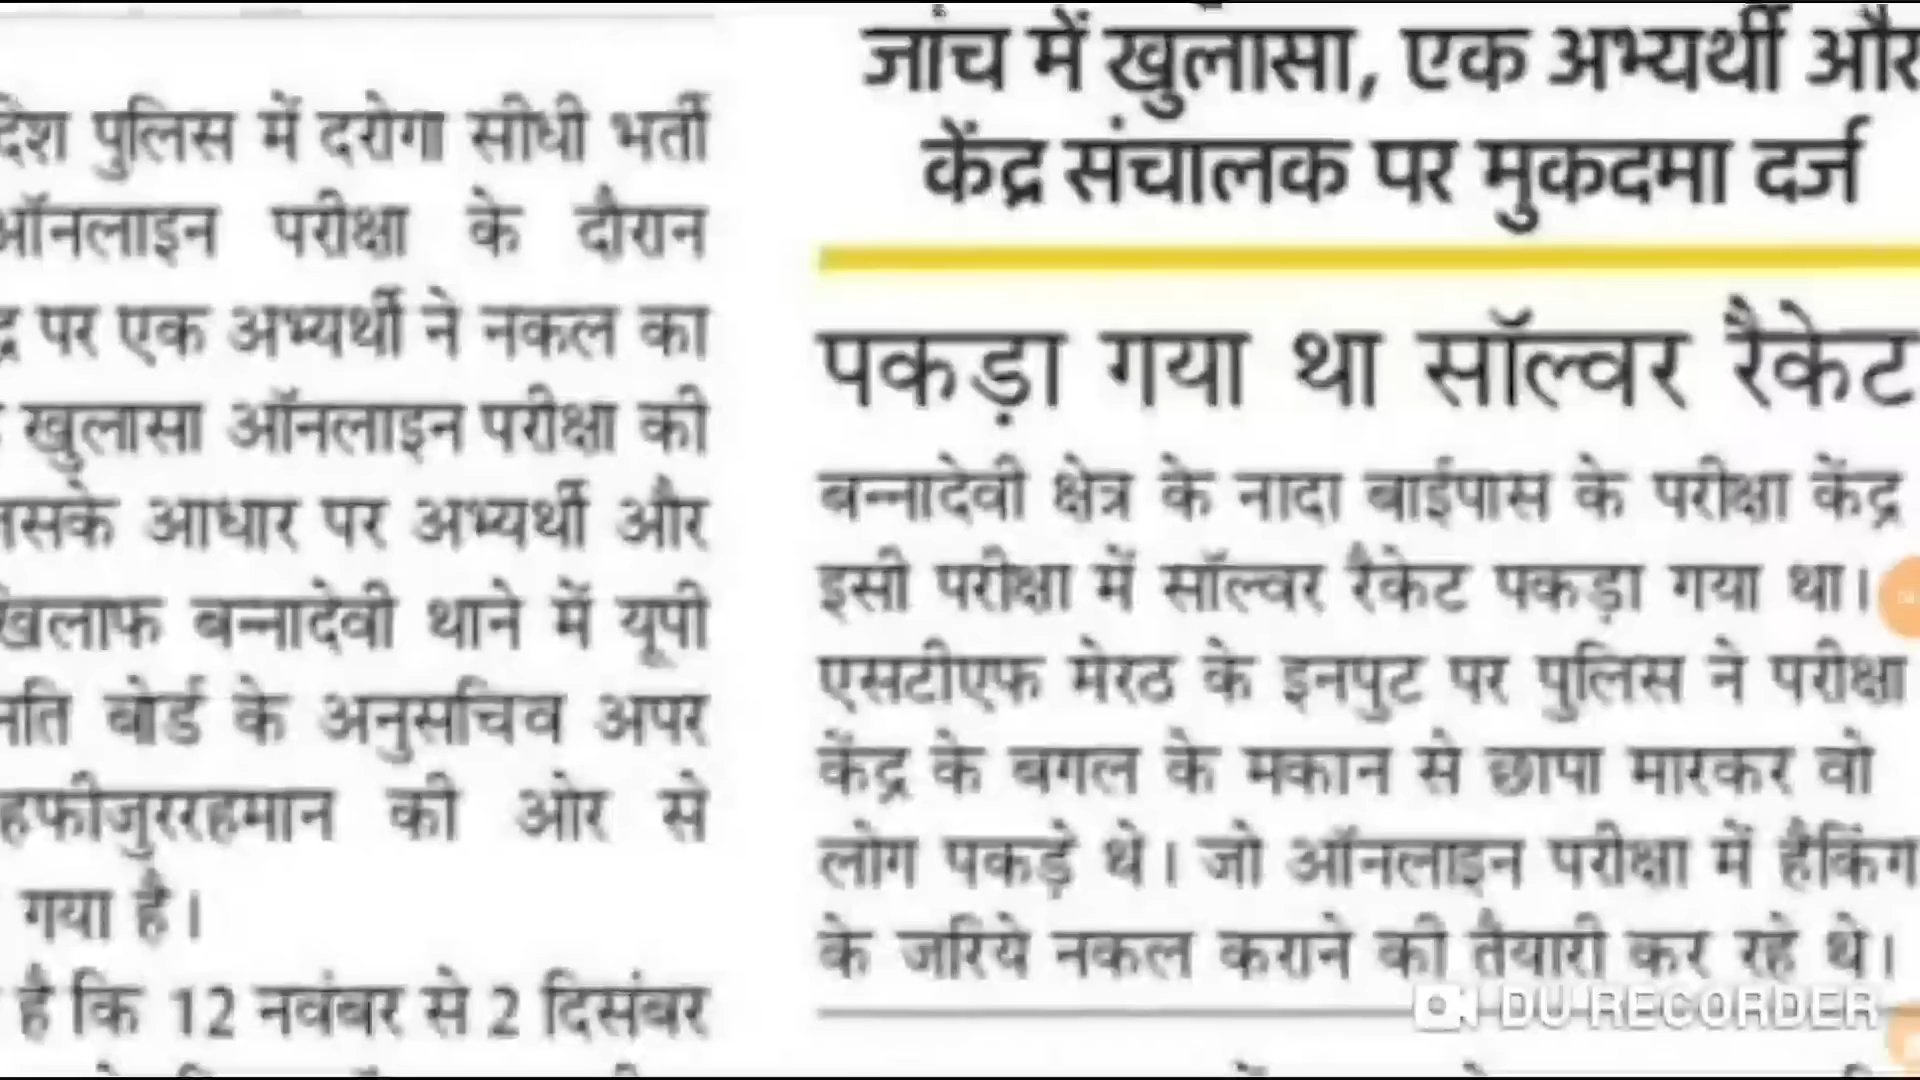 देश पुलिस में दरोगा सीधी भर्ती
ऑनलाइन परीक्षा के दौरान
पर एक अभ्यर्थी ने नकल का
खुलासा ऑनलाइन परीक्षा की
के आधार पर अभ्यर्थी और
खिलाफ बन्नादेवी थाने में यूपी
बोर्ड के अनुसचिव अपर
हफीजुररहमान की ओर से
गया है।
है कि 12 नवंबर से 2 दिसंबर
जांच में खुलासा, एक अभ्यर्थी और
केंद्र संचालक पर मुकदमा दर्ज
पकड़ा गया था सॉल्वर रैकेट
बन्नादेवी क्षेत्र के नादा बाईपास के परीक्षा केंद्र
इसी परीक्षा में सॉल्वर रैकेट पकड़ा गया था।
एसटीएफ मेरठ के इनपुट पर पुलिस ने परीक्षा
केंद्र के बगल के मकान से छापा मारकर वो
लोग पकड़े थे। जो ऑनलाइन परीक्षा में हैकिंग
के जरिये नकल कराने की तैयारी कर रहे थे।
DU RECORDER